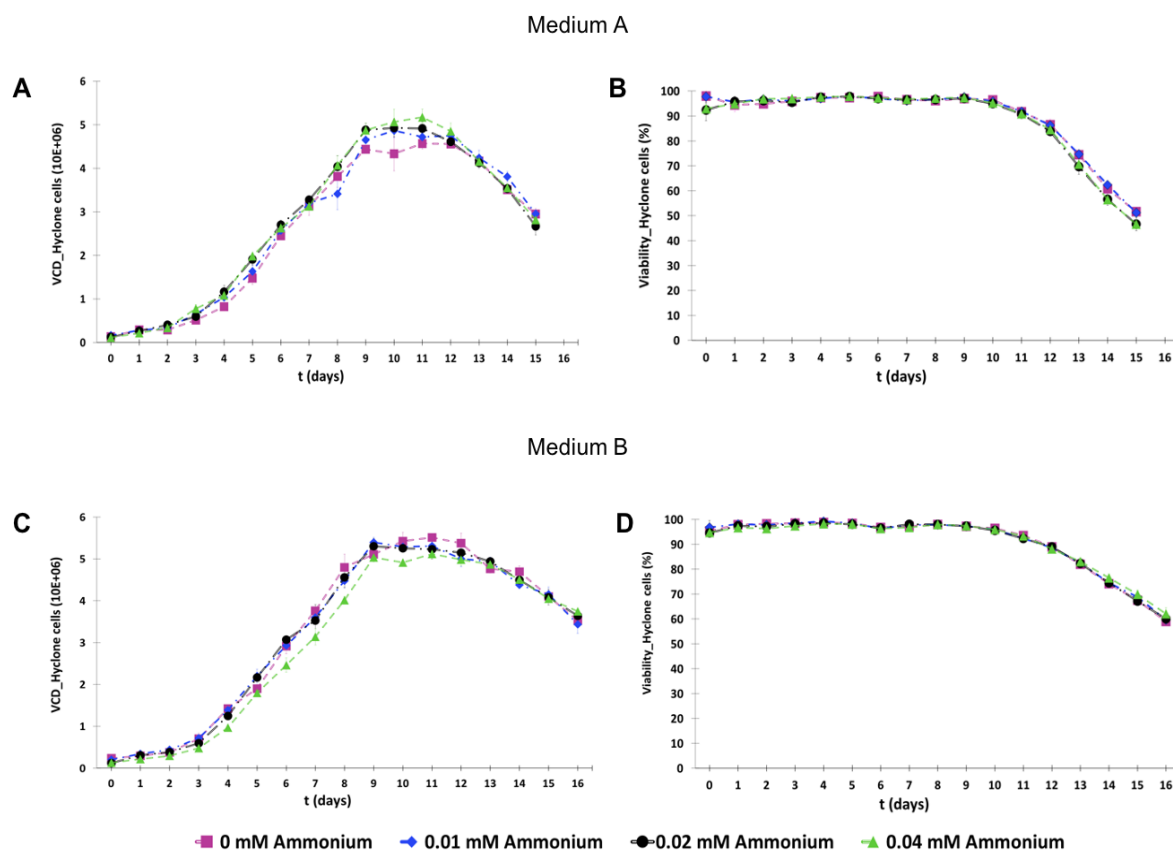 Medium A
A
B
VCD_Hyclone cells (10E+06)
6
5
4
3
2
1
0
0 1 2 3 4 5 6 7 8 9 10 11 12 13 14 15 16
t (days)
Viability_Hyclone cells (%)
100
90
80
70
60
50
40
30
20
10
0
0 1 2 3 4 5 6 7 8 9 10 11 12 13 14 15 16
t (days)
Medium B
C
D
VCD_Hyclone cells (10E+06)
6
5
4
3
2
1
0
0 1 2 3 4 5 6 7 8 9 10 11 12 13 14 15 16
t (days)
Viability_Hyclone cells (%)
100
90
80
70
60
50
40
30
20
10
0
0 1 2 3 4 5 6 7 8 9 10 11 12 13 14 15 16
t (days)
0 mM Ammonium 0.01 mM Ammonium 0.02 mM Ammonium 0.04 mM Ammonium